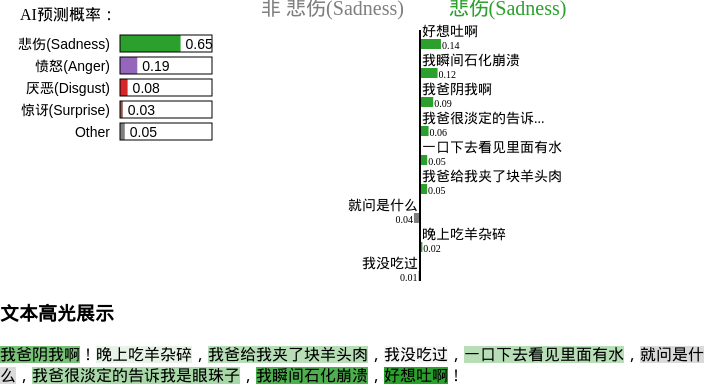 AI预测概率：
悲伤(Sadness) 0.65
愤怒(Anger) 0.19
厌恶(Disgust) 0.08
惊讶(Surprise) 0.03
Other 0.05
非 悲伤(Sadness) 悲伤(Sadness)
好想吐啊
0.14
我瞬间石化崩溃
0.12
我爸阴我啊
0.09
我爸很淡定的告诉...
0.06
一口下去看见里面有水
0.05
我爸给我夹了块羊头肉
0.05
就问是什么
0.04
晚上吃羊杂碎
0.02
我没吃过
0.01
文本高光展示
我爸阴我啊！晚上吃羊杂碎，我爸给我夹了块羊头肉，我没吃过，一口下去看见里面有水，就问是什
么，我爸很淡定的告诉我是眼珠子，我瞬间石化崩溃，好想吐啊！